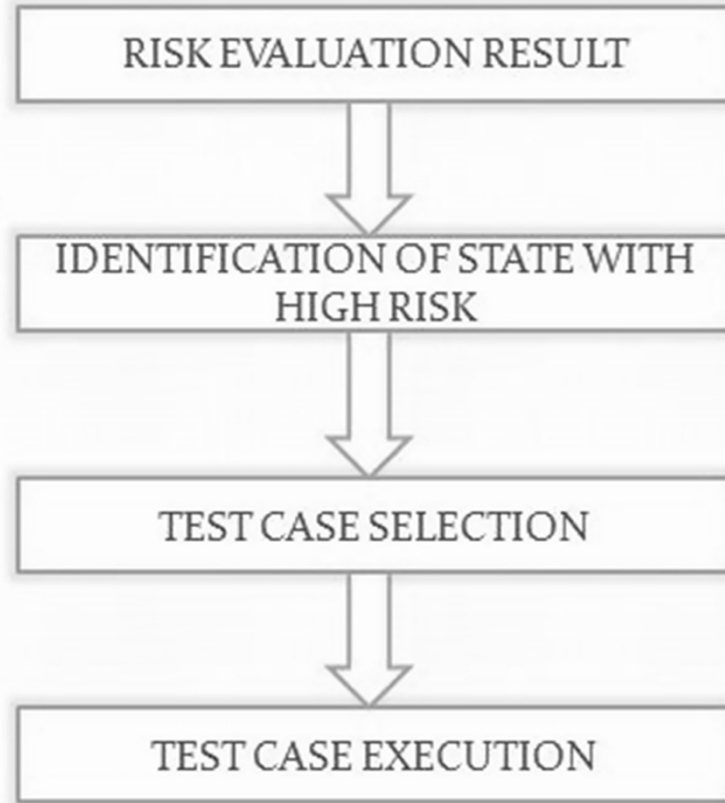 RISK EVALUATION RESULT
IDENTIFICATION OF STATE WITH
HIGH RISK
TEST CASE SELECTION
TEST CASE EXECUTION